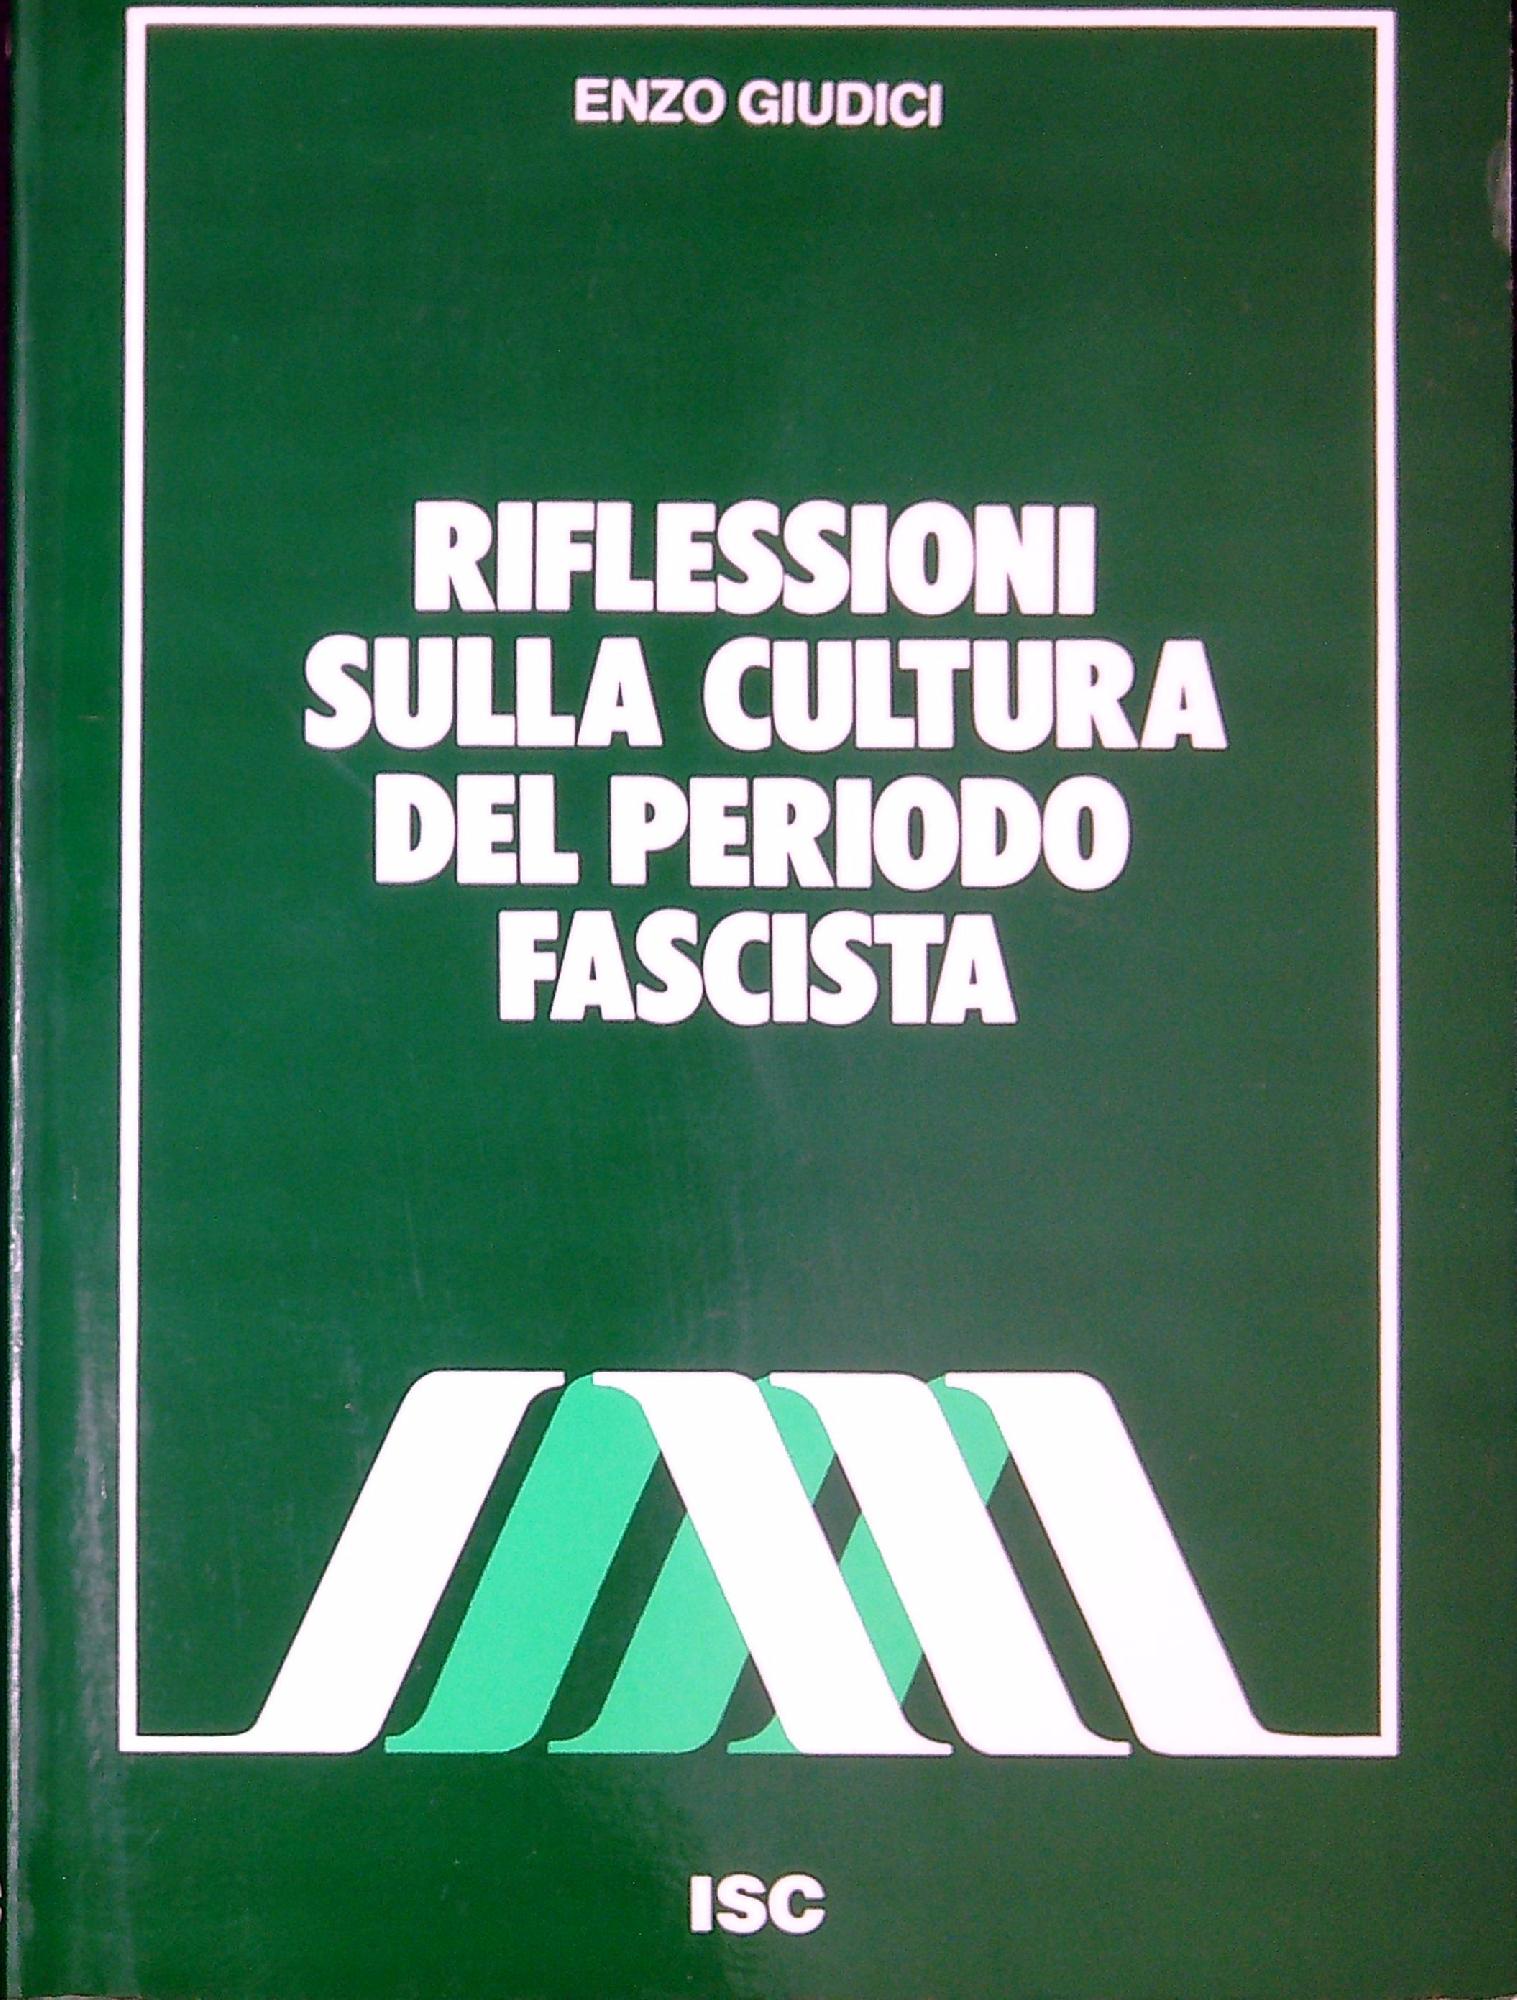 ENZO GIUDICI
RIFLESSIONI
SULLA CULTURA
DEL PERIODO
FASCISTA
ISC